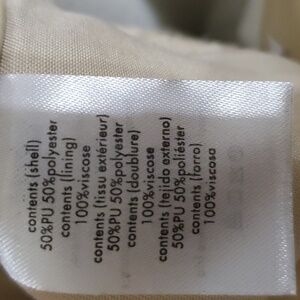 contents (shell)
50%PU 50%polyester
contents (lining)
100%viscose
contents (tissu extérieur)
50%PU 50%polyester
contents (doublure)
100%viscose
contents (tejido externo)
50%PU 50%poliéster
contents (forro)
100%viscosa